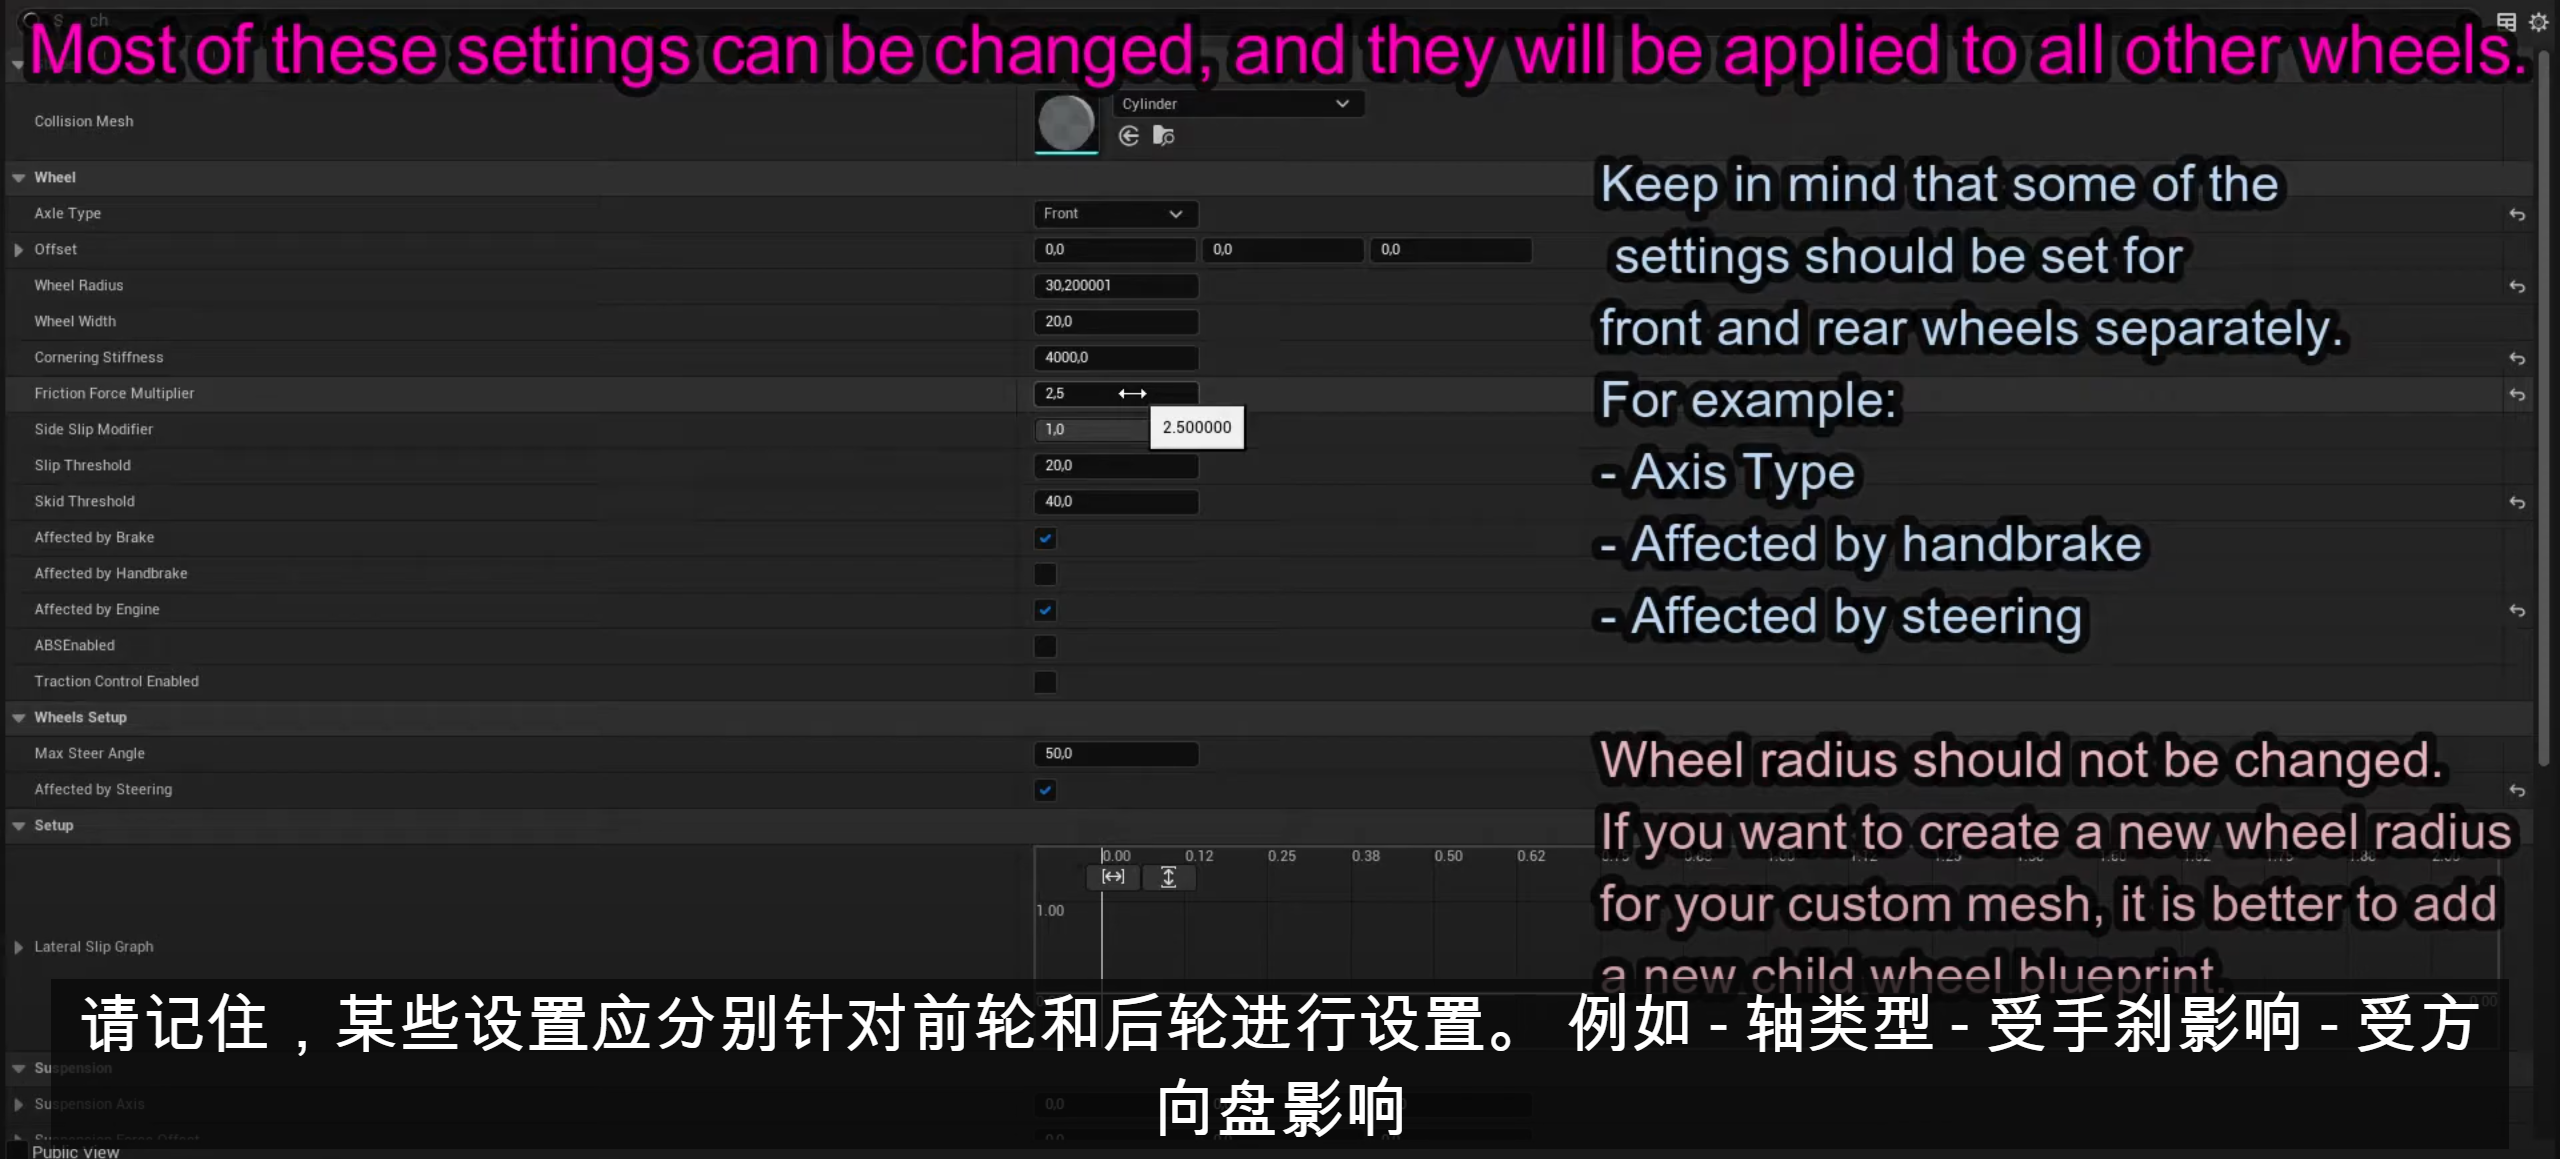 Most of these settings can be changed, and they will be applied to all other wheels.
Collision Mesh
Cylinder
Wheel
Axle Type
Front
Offset
0,0 0,0 0,0
Wheel Radius
30,200001
Wheel Width
20,0
Cornering Stiffness
4000,0
Friction Force Multiplier
2,5
2.500000
Side Slip Modifier
1,0
Slip Threshold
20,0
Skid Threshold
40,0
Affected by Brake
Affected by Handbrake
Affected by Engine
ABSEnabled
Traction Control Enabled
Wheels Setup
Max Steer Angle
50,0
Affected by Steering
Setup
0.00 0.12 0.25 0.38 0.50 0.62
1.00
Lateral Slip Graph
Suspension
Suspension Axis
0,0
Suspension Force Offset
Public View
Keep in mind that some of the
settings should be set for
front and rear wheels separately.
For example:
- Axis Type
- Affected by handbrake
- Affected by steering
Wheel radius should not be changed.
If you want to create a new wheel radius
for your custom mesh, it is better to add
a new child wheel blueprint.
请记住，某些设置应分别针对前轮和后轮进行设置。 例如 - 轴类型 - 受手刹影响 - 受方
向盘影响